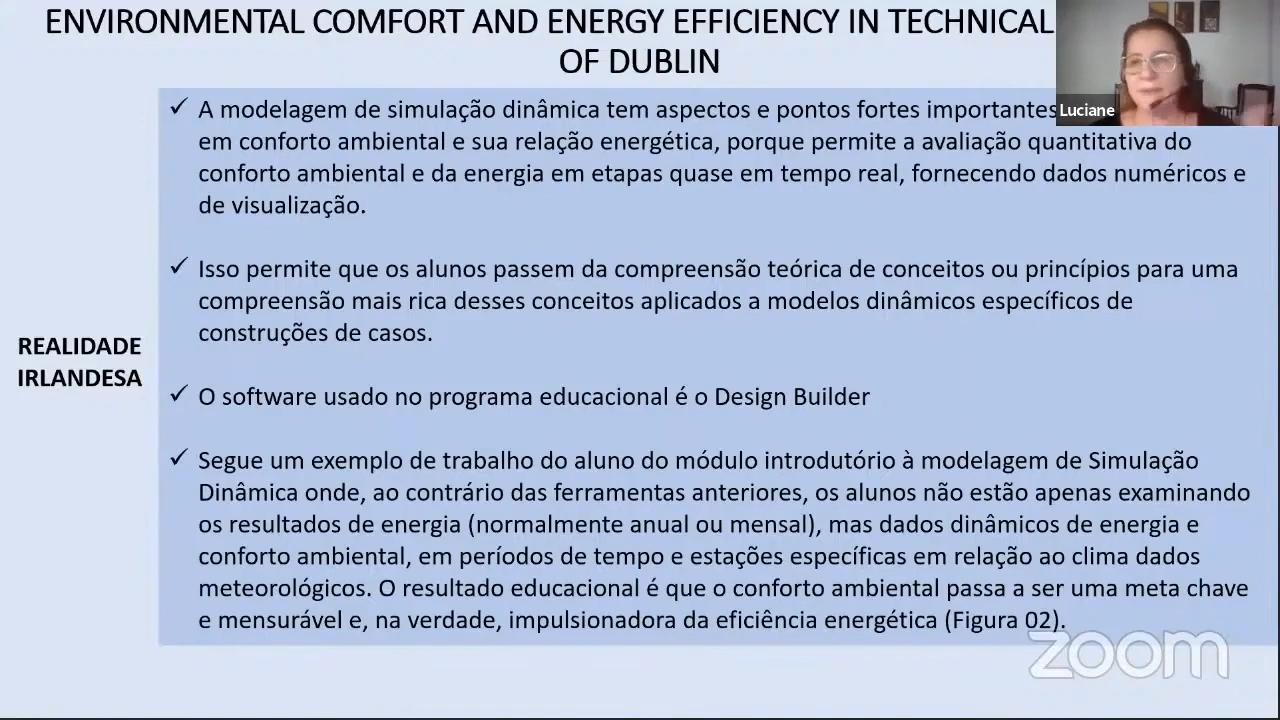 ENVIRONMENTAL COMFORT AND ENERGY EFFICIENCY IN TECHNICAL
OF DUBLIN
Luciane
✓ A modelagem de simulação dinâmica tem aspectos e pontos fortes importantes
em conforto ambiental e sua relação energética, porque permite a avaliação quantitativa do
conforto ambiental e da energia em etapas quase em tempo real, fornecendo dados numéricos e
de visualização.
✓ Isso permite que os alunos passem da compreensão teórica de conceitos ou princípios para uma
compreensão mais rica desses conceitos aplicados a modelos dinâmicos específicos de
construções de casos.
REALIDADE
IRLANDESA
✓ O software usado no programa educacional é o Design Builder
✓ Segue um exemplo de trabalho do aluno do módulo introdutório à modelagem de Simulação
Dinâmica onde, ao contrário das ferramentas anteriores, os alunos não estão apenas examinando
os resultados de energia (normalmente anual ou mensal), mas dados dinâmicos de energia e
conforto ambiental, em períodos de tempo e estações específicas em relação ao clima dados
meteorológicos. O resultado educacional é que o conforto ambiental passa a ser uma meta chave
e mensurável e, na verdade, impulsionadora da eficiência energética (Figura 02).
zoom